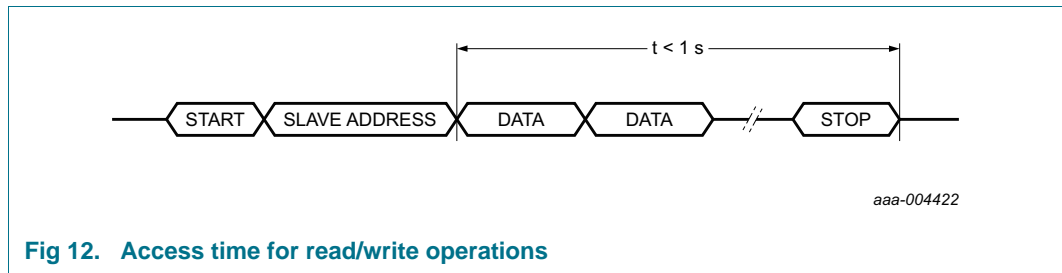 t < 1 s
START SLAVE ADDRESS DATA DATA STOP
aaa-004422
Fig 12. Access time for read/write operations